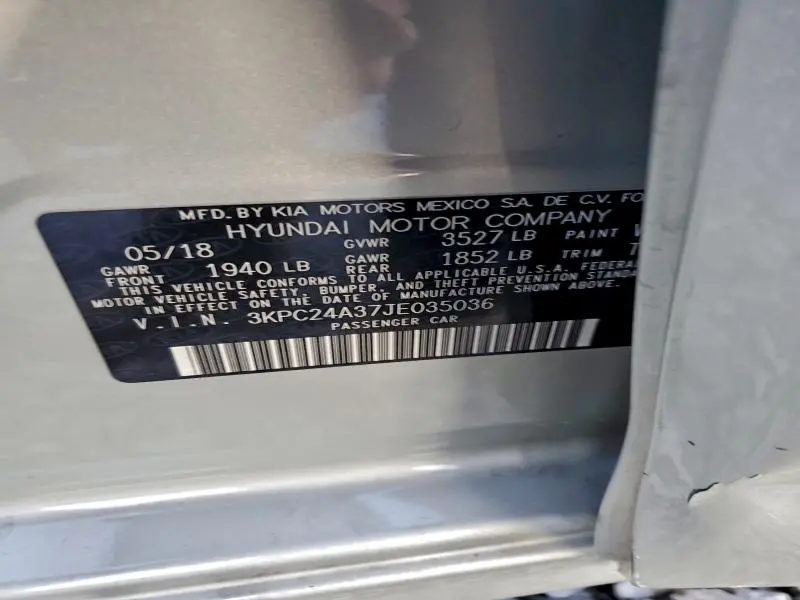 MFD. BY KIA MOTORS MEXICO S.A. DE C.V. FO
HYUNDAI MOTOR COMPANY
05/18 GVWR 3527 LB PAINT
GAWR FRONT 1940 LB GAWR REAR 1852 LB TRIM
THIS VEHICLE CONFORMS TO ALL APPLICABLE U.S.A. FEDERAL
MOTOR VEHICLE SAFETY, BUMPER, AND THEFT PREVENTION STANDA
IN EFFECT ON THE DATE OF MANUFACTURE SHOWN ABOVE.
V.I.N. 3KPC24A37JE035036
PASSENGER CAR